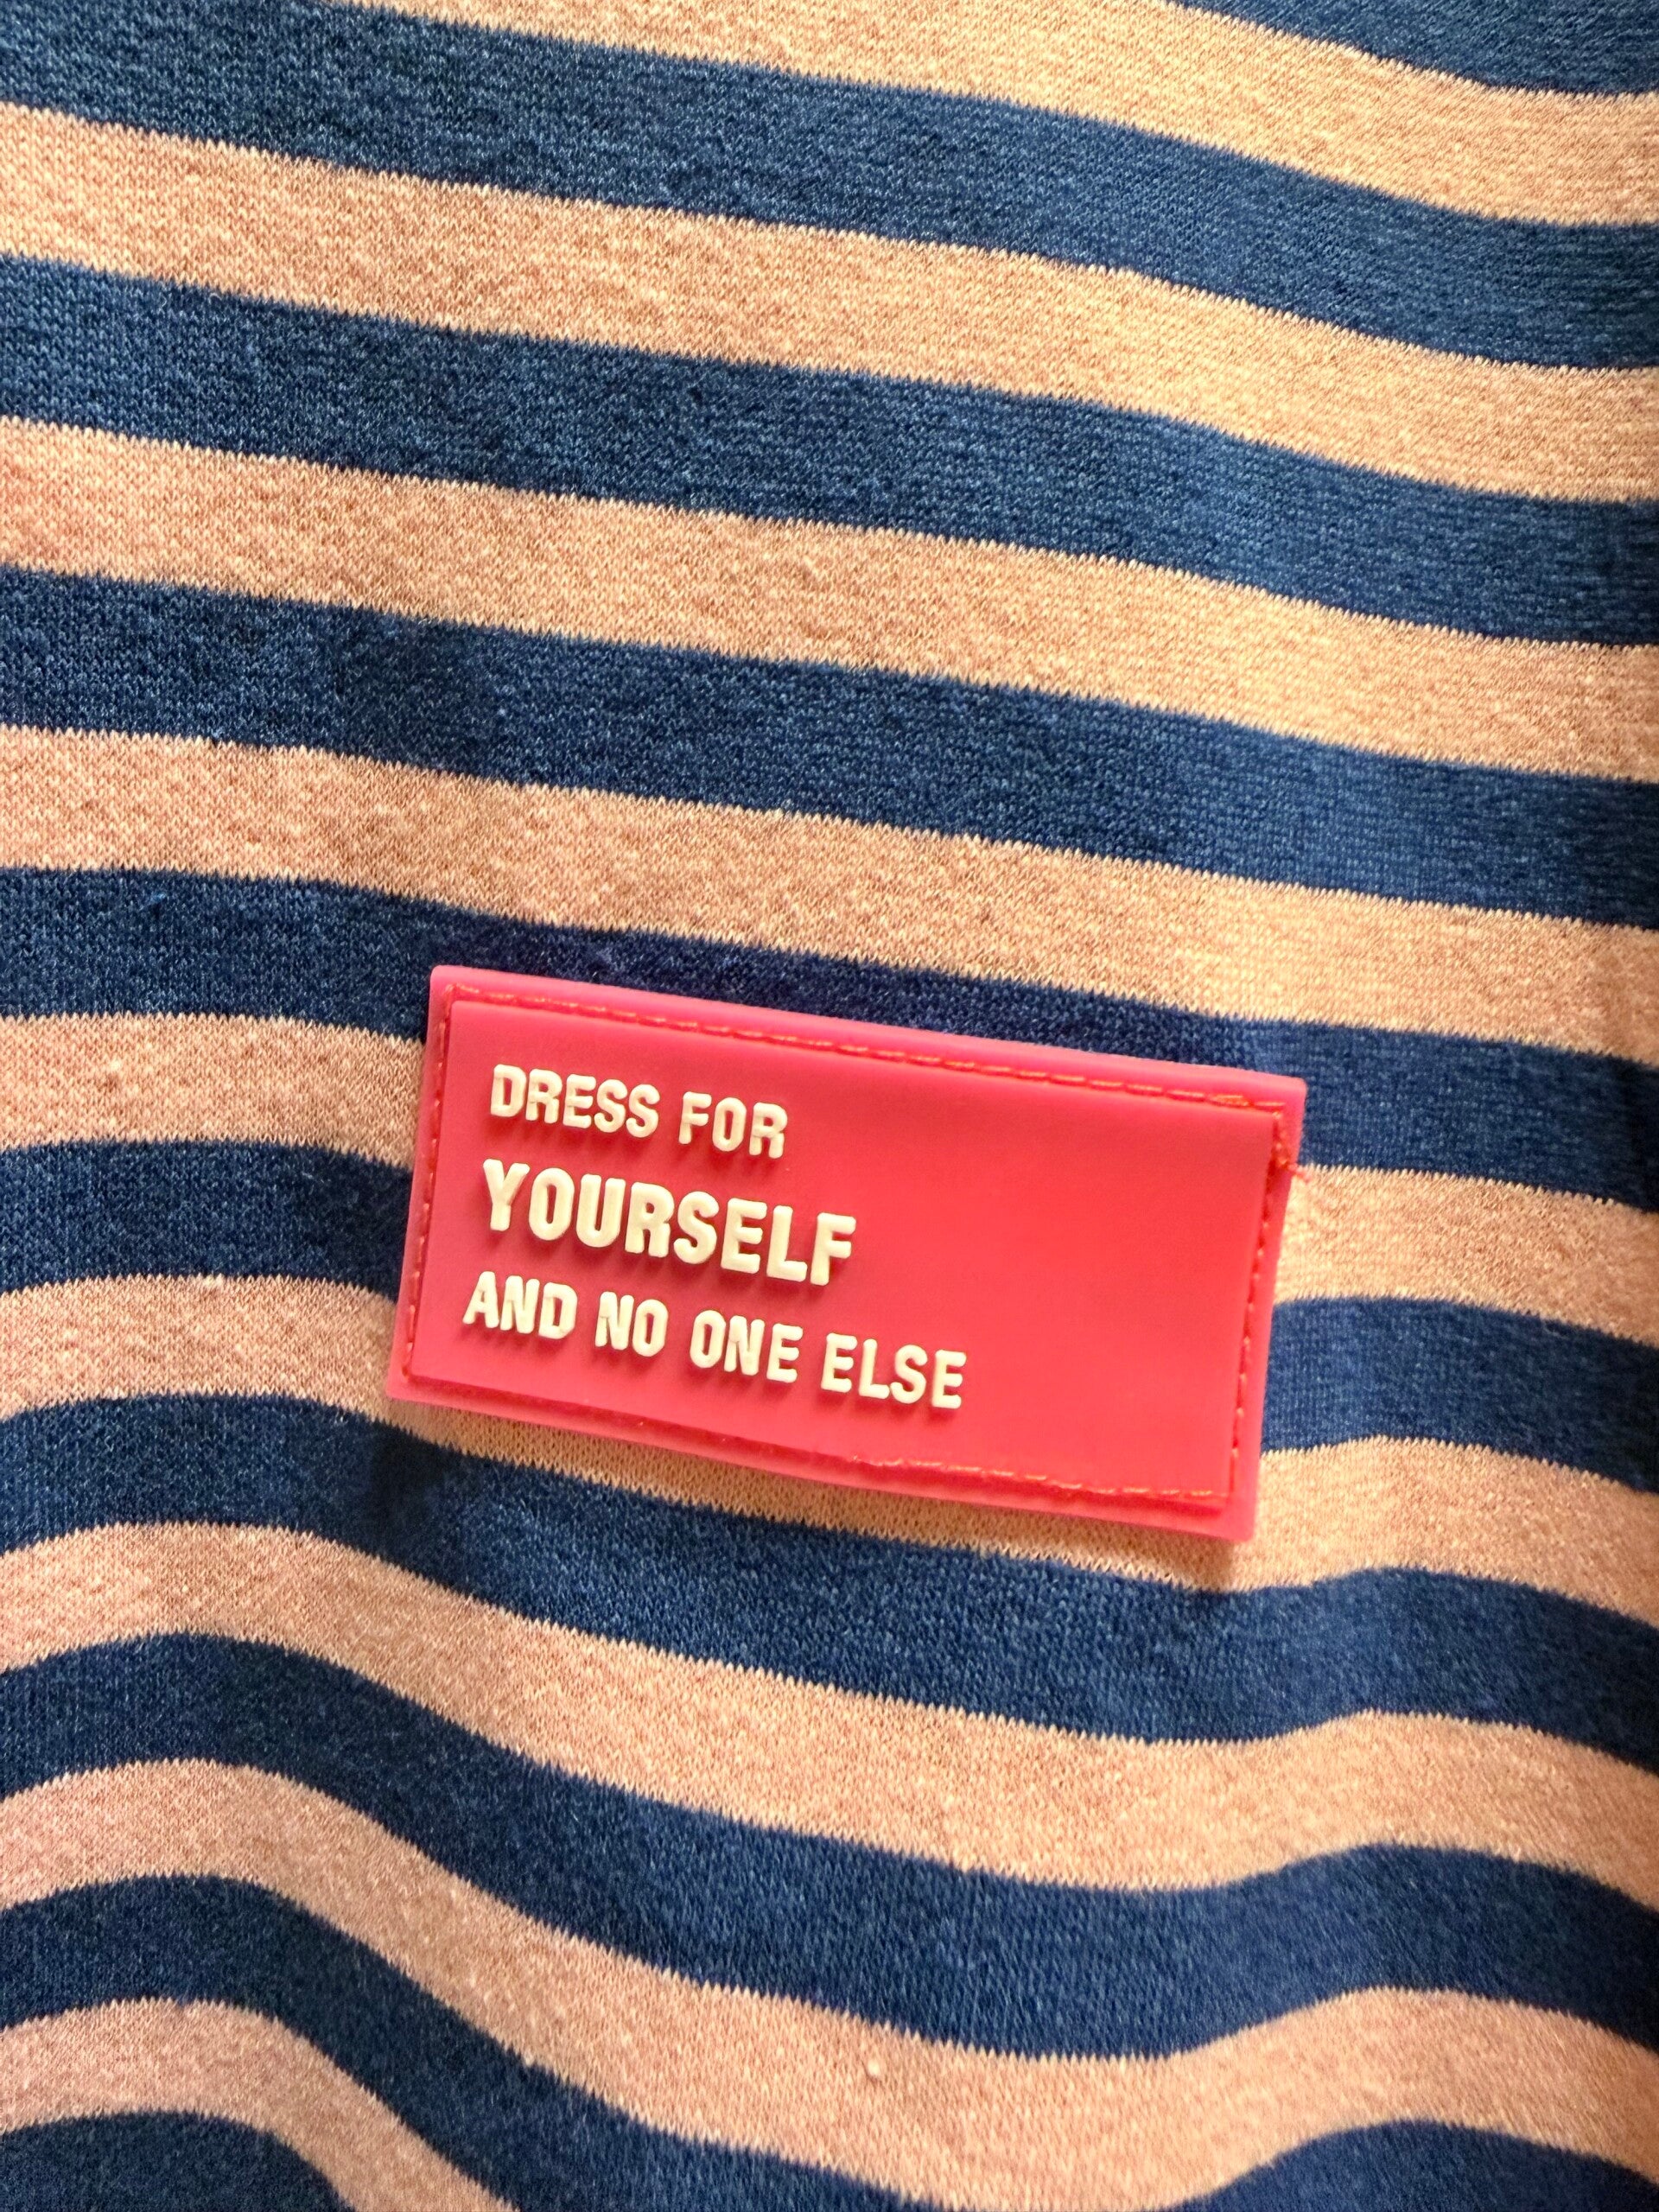 DRESS FOR
YOURSELF
AND NO ONE ELSE